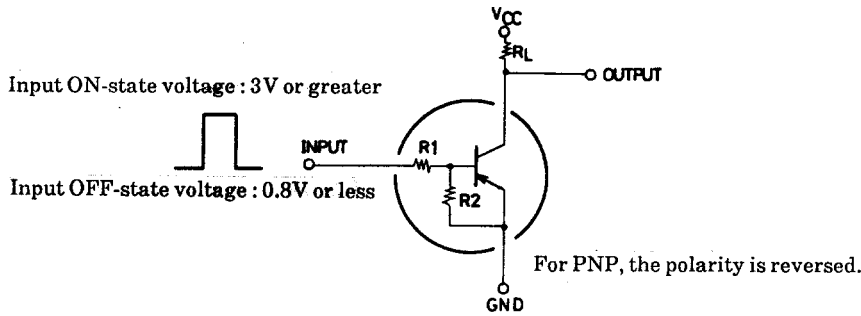 VCC
RL
OUTPUT
Input ON-state voltage : 3V or greater
INPUT
R1
Input OFF-state voltage : 0.8V or less
R2
For PNP, the polarity is reversed.
GND